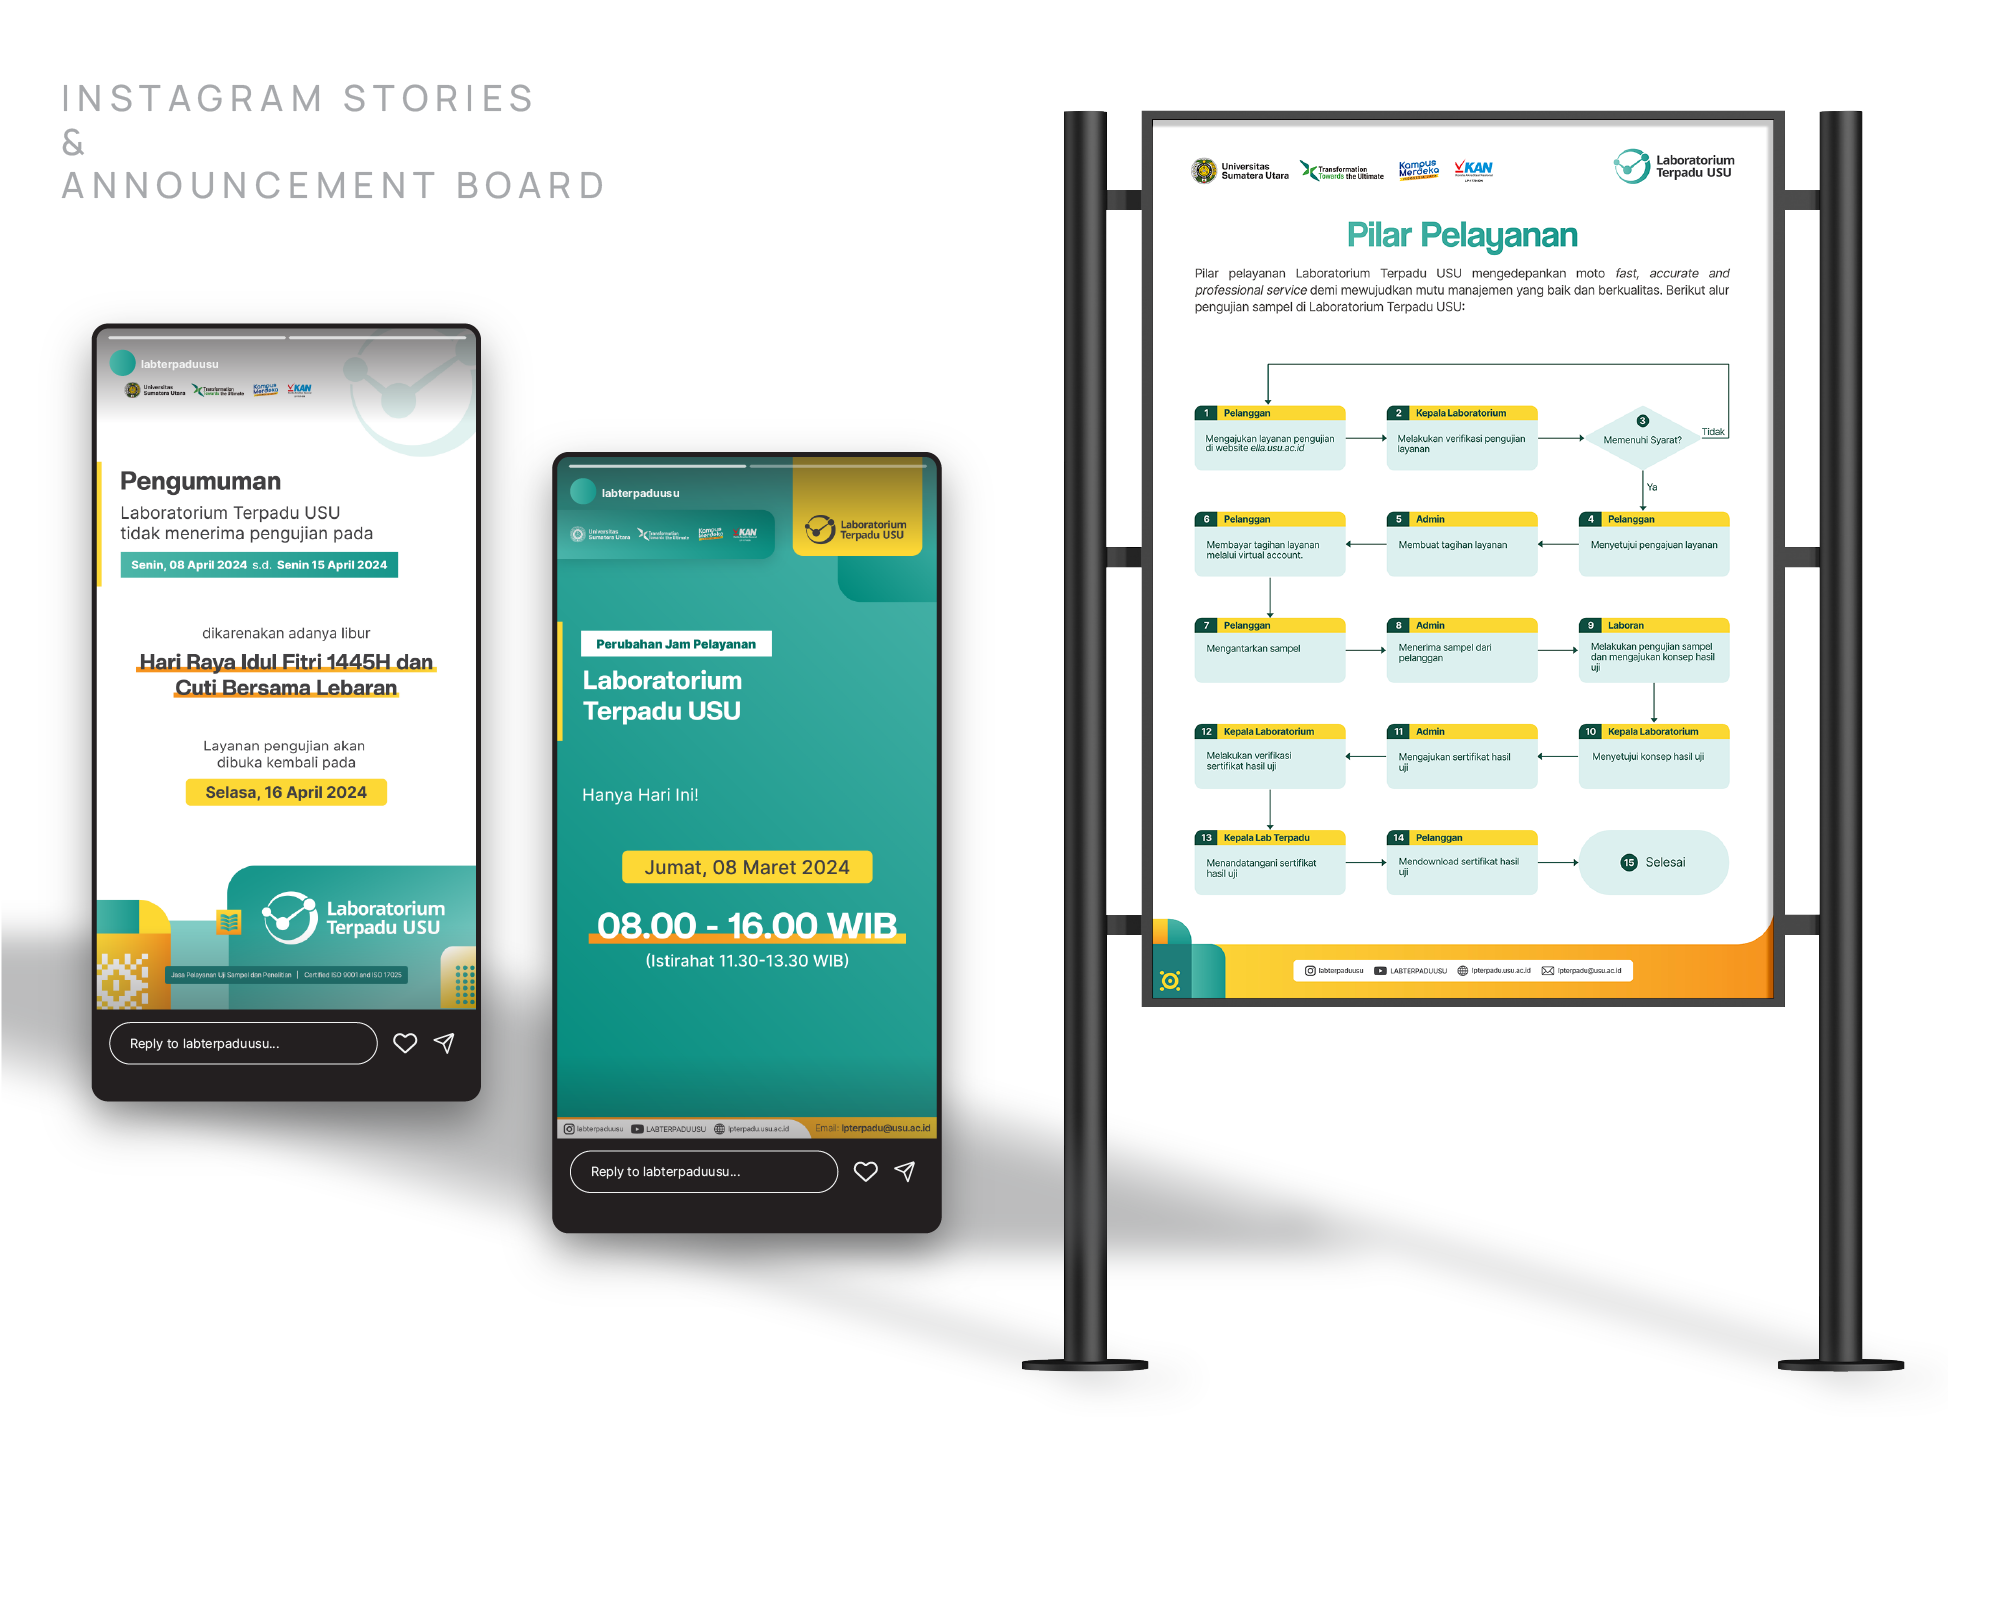 INSTAGRAM STORIES
&
ANNOUNCEMENT BOARD
labterpaduusu
Universitas
Sumatera Utara
Transformation
Towards the Ultimate
Kampus
Merdeka
KAN
Pengumuman
Laboratorium Terpadu USU
tidak menerima pengujian pada
Senin, 08 April 2024 s.d. Senin 15 April 2024
dikarenakan adanya libur
Hari Raya Idul Fitri 1445H dan
Cuti Bersama Lebaran
Layanan pengujian akan
dibuka kembali pada
Selasa, 16 April 2024
Laboratorium
Terpadu USU
Jasa Pelayanan Uji Sampel dan Penelitian | Certified ISO 9001 and ISO 17025
Reply to labterpaduusu...
labterpaduusu
Universitas
Sumatera Utara
Transformation
Towards the Ultimate
Kampus
Merdeka
KAN
Laboratorium
Terpadu USU
Perubahan Jam Pelayanan
Laboratorium
Terpadu USU
Hanya Hari Ini!
Jumat, 08 Maret 2024
08.00 - 16.00 WIB
(Istirahat 11.30-13.30 WIB)
labterpaduusu LABTERPADUUSU lpterpadu.usu.ac.id Email: lpterpadu@usu.ac.id
Reply to labterpaduusu...
Universitas
Sumatera Utara
Transformation
Towards the Ultimate
Kampus
Merdeka
KAN
Laboratorium
Terpadu USU
Pilar Pelayanan
Pilar pelayanan Laboratorium Terpadu USU mengedepankan moto fast, accurate and
professional service demi mewujudkan mutu manajemen yang baik dan berkualitas. Berikut alur
pengujian sampel di Laboratorium Terpadu USU:
1 Pelanggan
Mengajukan layanan pengujian
di website ella.usu.ac.id
2 Kepala Laboratorium
Melakukan verifikasi pengujian
layanan
3
Memenuhi Syarat?
Tidak
Ya
6 Pelanggan
Membayar tagihan layanan
melalui virtual account.
5 Admin
Membuat tagihan layanan
4 Pelanggan
Menyetujui pengajuan layanan
7 Pelanggan
Mengantarkan sampel
8 Admin
Menerima sampel dari
pelanggan
9 Laboran
Melakukan pengujian sampel
dan mengajukan konsep hasil
uji
12 Kepala Laboratorium
Melakukan verifikasi
sertifikat hasil uji
11 Admin
Mengajukan sertifikat hasil
uji
10 Kepala Laboratorium
Menyetujui konsep hasil uji
13 Kepala Lab Terpadu
Menandatangani sertifikat
hasil uji
14 Pelanggan
Mendownload sertifikat hasil
uji
15 Selesai
labterpaduusu LABTERPADUUSU lpterpadu.usu.ac.id lpterpadu@usu.ac.id